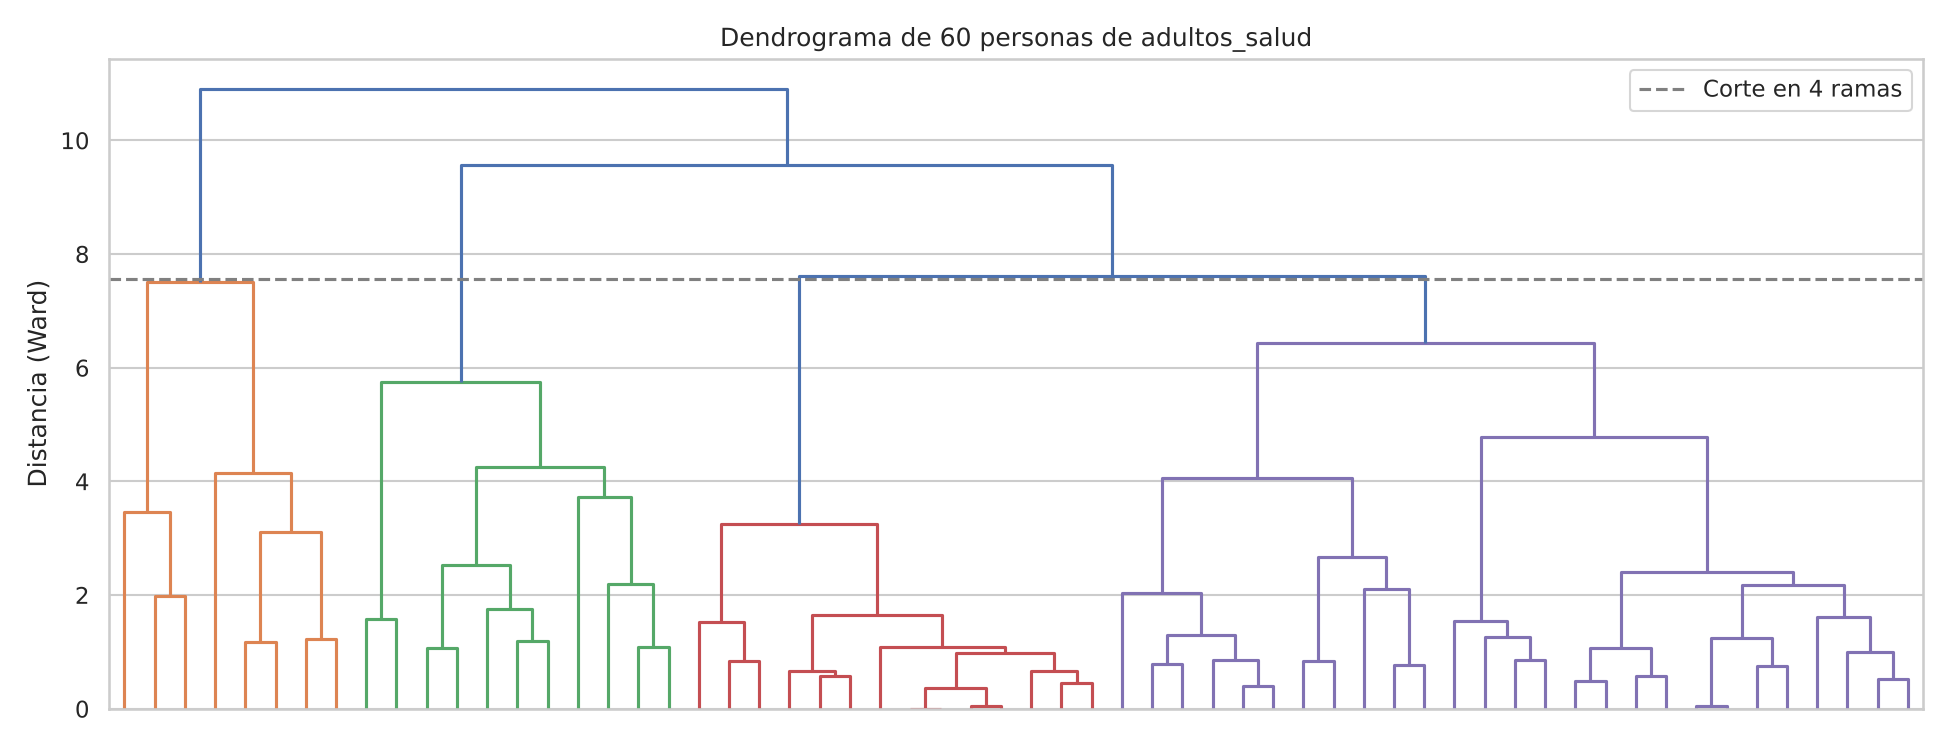 Dendrograma de 60 personas de adultos_salud
Corte en 4 ramas
Distancia (Ward)
10
8
6
4
2
0